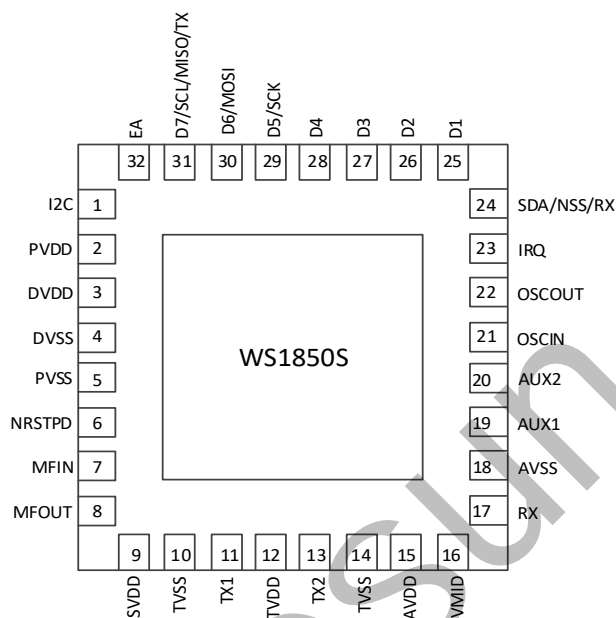 EA
D7/SCL/MISO/TX
D6/MOSI
D5/SCK
D4
D3
D2
D1
32
31
30
29
28
27
26
25
I2C 1
PVDD 2
DVDD 3
DVSS 4
PVSS 5
NRSTPD 6
MFIN 7
MFOUT 8
WS1850S
24 SDA/NSS/RX
23 IRQ
22 OSCOUT
21 OSCIN
20 AUX2
19 AUX1
18 AVSS
17 RX
9
10
11
12
13
14
15
16
SVDD
TVSS
TX1
TVDD
TX2
TVSS
AVDD
VMID
osun